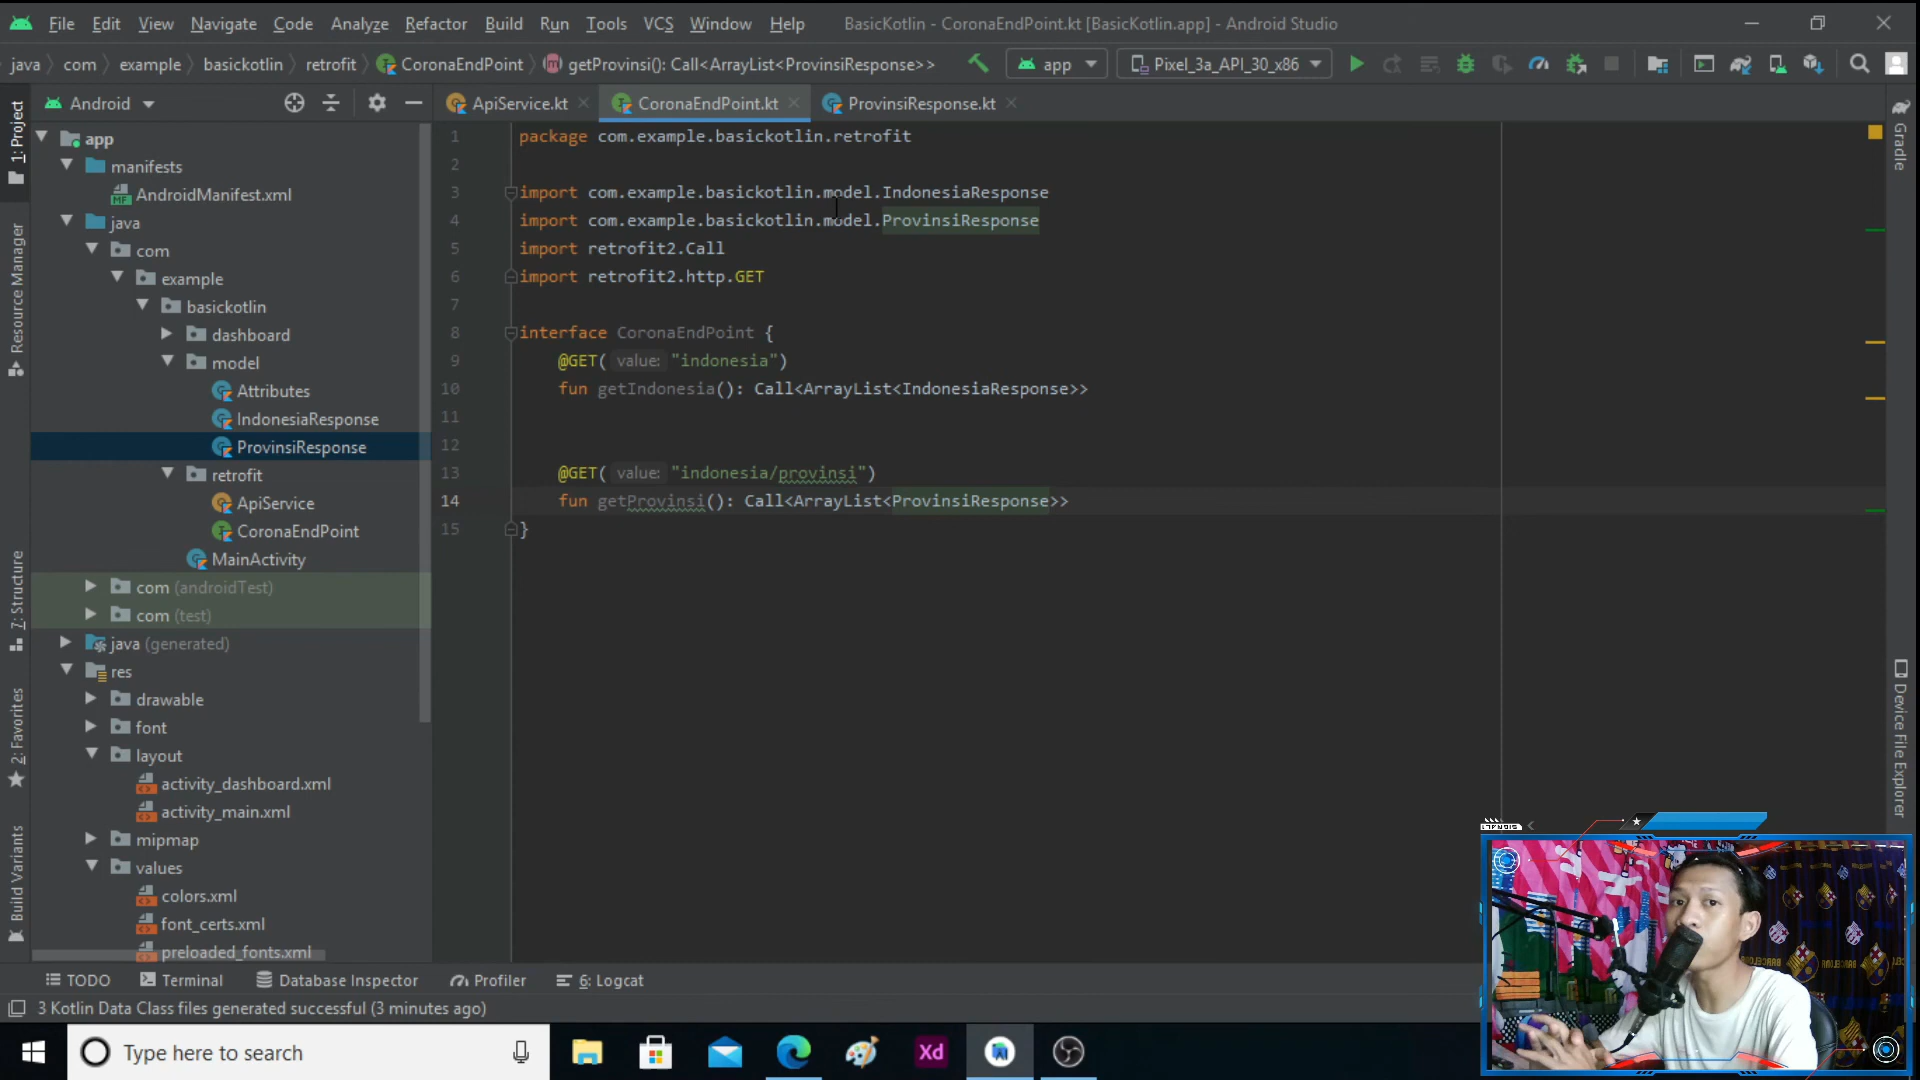 File Edit View Navigate Code Analyze Refactor Build Run Tools VCS Window Help BasicKotlin - CoronaEndPoint.kt [BasicKotlin.app] - Android Studio
java com example basickotlin retrofit CoronaEndPoint getProvinsi(): Call<ArrayList<ProvinsiResponse>> app Pixel_3a_API_30_x86
Android
ApiService.kt CoronaEndPoint.kt ProvinsiResponse.kt
1: Project
Resource Manager
7: Structure
2: Favorites
Build Variants
app
manifests
AndroidManifest.xml
java
com
example
basickotlin
dashboard
model
Attributes
IndonesiaResponse
ProvinsiResponse
retrofit
ApiService
CoronaEndPoint
MainActivity
com (androidTest)
com (test)
java (generated)
res
drawable
font
layout
activity_dashboard.xml
activity_main.xml
mipmap
values
colors.xml
font_certs.xml
preloaded_fonts.xml
1 package com.example.basickotlin.retrofit
2
3 import com.example.basickotlin.model.IndonesiaResponse
4 import com.example.basickotlin.model.ProvinsiResponse
5 import retrofit2.Call
6 import retrofit2.http.GET
7
8 interface CoronaEndPoint {
9 @GET( value: "indonesia")
10 fun getIndonesia(): Call<ArrayList<IndonesiaResponse>>
11
12
13 @GET( value: "indonesia/provinsi")
14 fun getProvinsi(): Call<ArrayList<ProvinsiResponse>>
15 }
Gradle
Device File Explorer
TODO Terminal Database Inspector Profiler 6: Logcat
3 Kotlin Data Class files generated successful (3 minutes ago)
Type here to search
Xd